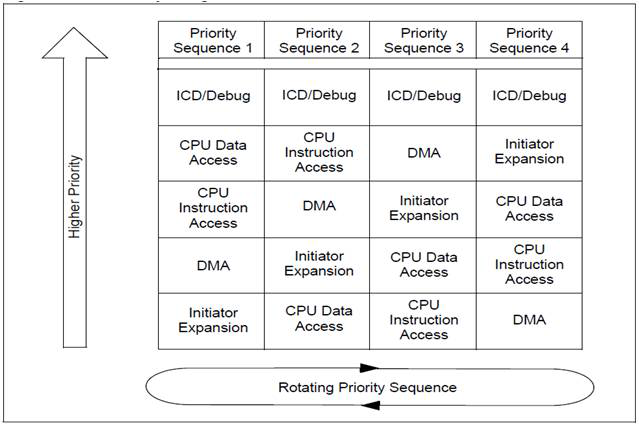 Priority Sequence 1 Priority Sequence 2 Priority Sequence 3 Priority Sequence 4
ICD/Debug ICD/Debug ICD/Debug ICD/Debug
CPU Data Access CPU Instruction Access DMA Initiator Expansion
CPU Instruction Access DMA Initiator Expansion CPU Data Access
DMA Initiator Expansion CPU Data Access CPU Instruction Access
Initiator Expansion CPU Data Access CPU Instruction Access DMA
Higher Priority
Rotating Priority Sequence